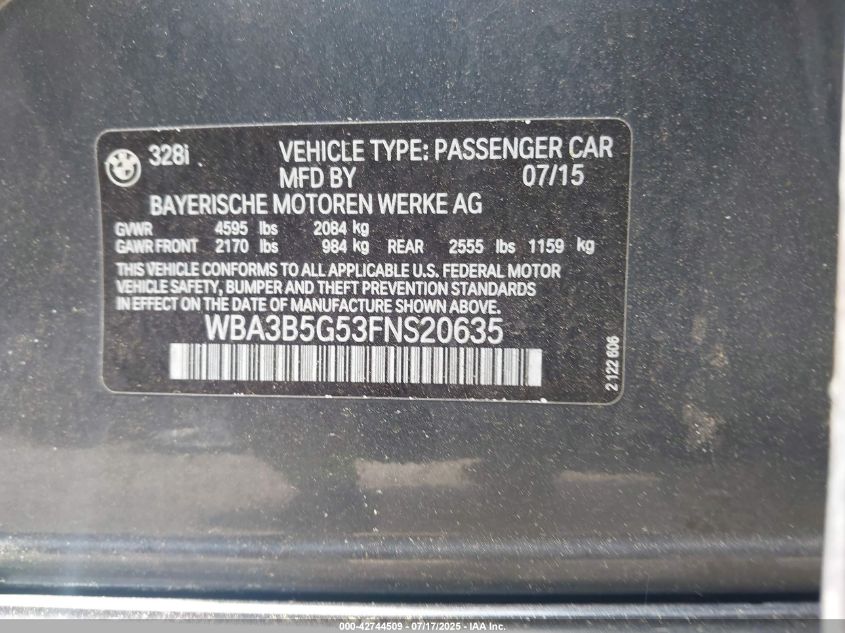 328i VEHICLE TYPE: PASSENGER CAR
MFD BY 07/15
BAYERISCHE MOTOREN WERKE AG
GVWR 4595 lbs 2084 kg
GAWR FRONT 2170 lbs 984 kg REAR 2555 lbs 1159 kg
THIS VEHICLE CONFORMS TO ALL APPLICABLE U.S. FEDERAL MOTOR
VEHICLE SAFETY, BUMPER AND THEFT PREVENTION STANDARDS
IN EFFECT ON THE DATE OF MANUFACTURE SHOWN ABOVE.
WBA3B5G53FNS20635
2 122 606
000-42744509 - 07/17/2025 - IAA Inc.